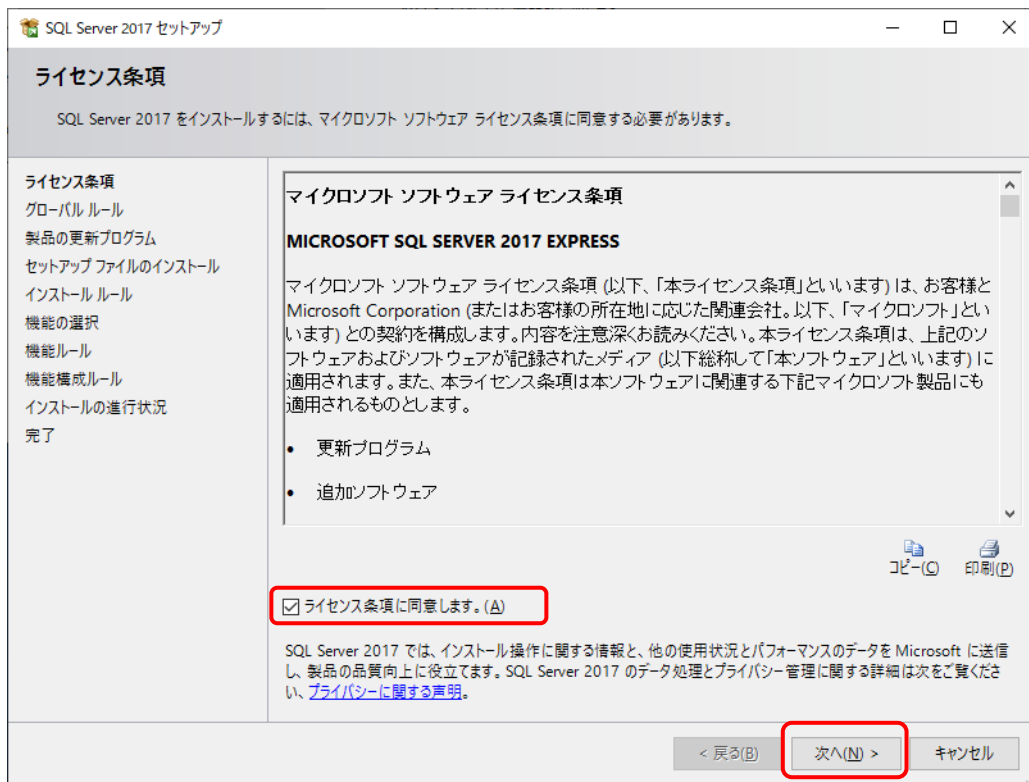 SQL Server 2017 セットアップ
ライセンス条項
SQL Server 2017 をインストールするには、マイクロソフト ソフトウェア ライセンス条項に同意する必要があります。
ライセンス条項
グローバル ルール
製品の更新プログラム
セットアップ ファイルのインストール
インストール ルール
機能の選択
機能ルール
機能構成ルール
インストールの進行状況
完了
マイクロソフト ソフトウェア ライセンス条項
MICROSOFT SQL SERVER 2017 EXPRESS
マイクロソフト ソフトウェア ライセンス条項 (以下、「本ライセンス条項」といいます) は、お客様と
Microsoft Corporation (またはお客様の所在地に応じた関連会社。以下、「マイクロソフト」とい
います) との契約を構成します。内容を注意深くお読みください。本ライセンス条項は、上記のソ
フトウェアおよびソフトウェアが記録されたメディア (以下総称して「本ソフトウェア」といいます) に
適用されます。また、本ライセンス条項は本ソフトウェアに関連する下記マイクロソフト製品にも
適用されるものとします。
• 更新プログラム
• 追加ソフトウェア
コピー(C) 印刷(P)
ライセンス条項に同意します。(A)
SQL Server 2017 では、インストール操作に関する情報と、他の使用状況とパフォーマンスのデータを Microsoft に送信
し、製品の品質向上に役立てます。SQL Server 2017 のデータ処理とプライバシー管理に関する詳細は次をご覧くださ
い、プライバシーに関する声明。
< 戻る(B) 次へ(N) > キャンセル